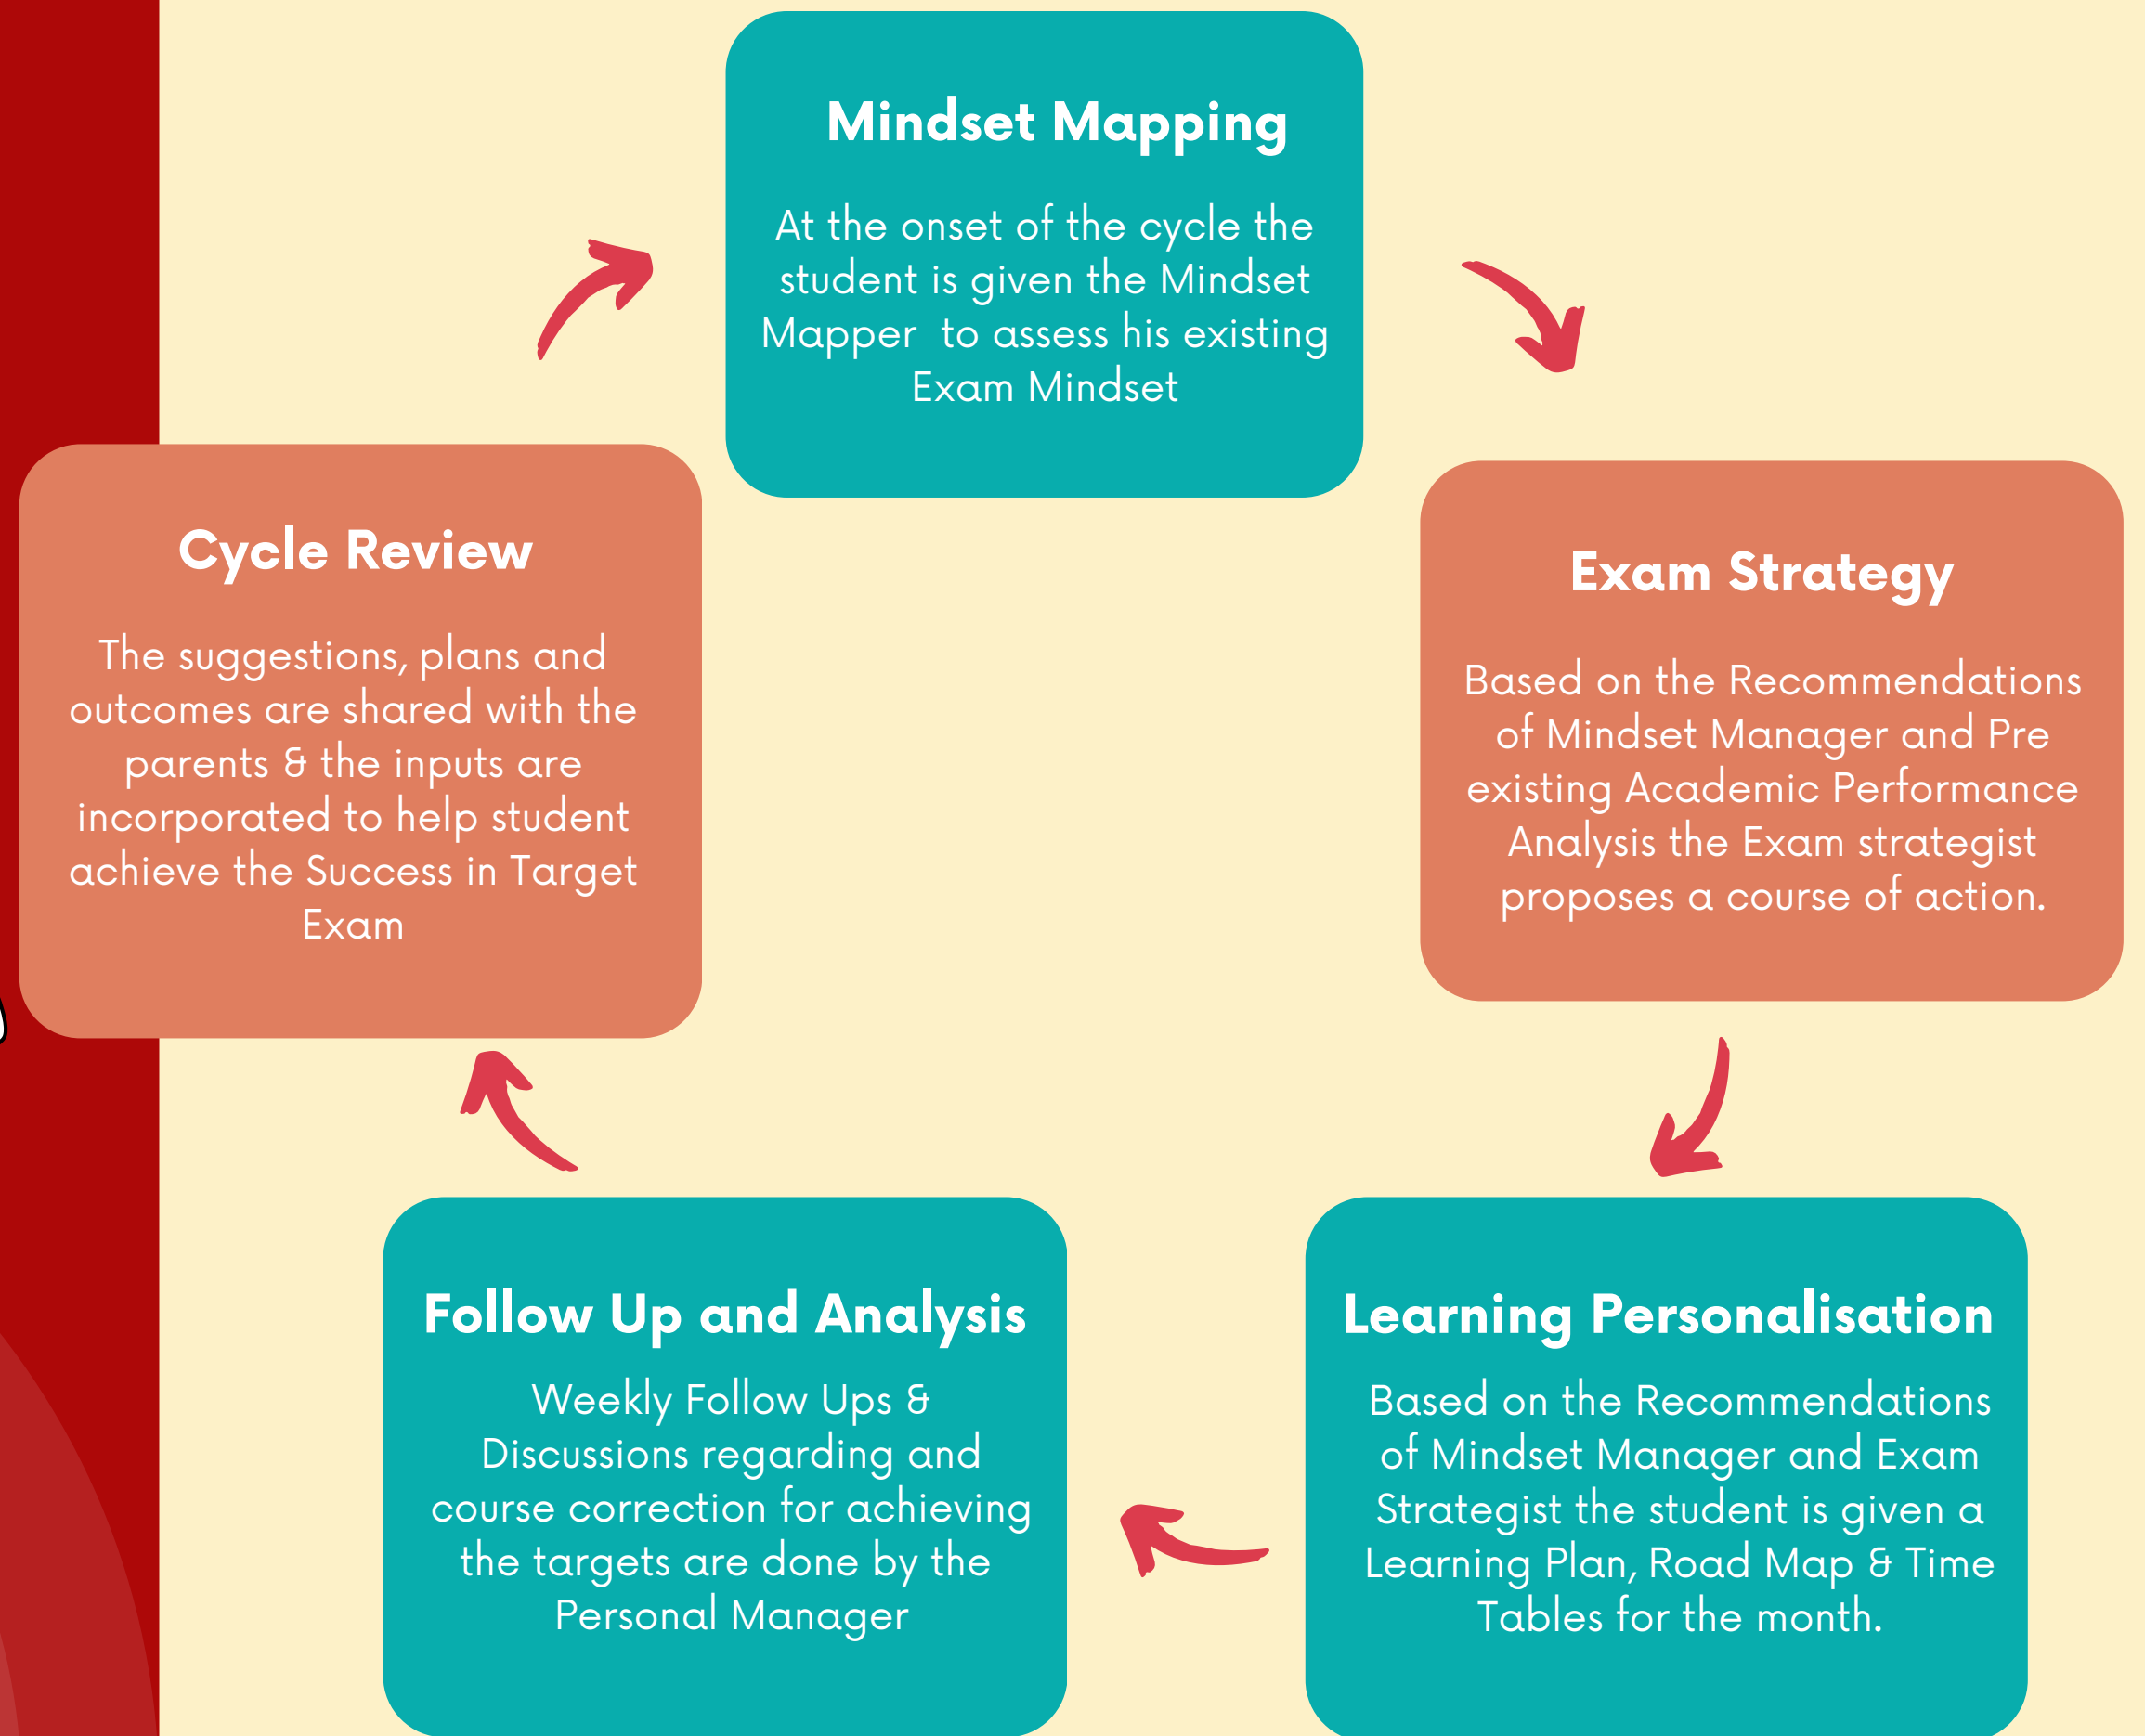 Mindset Mapping
At the onset of the cycle the
student is given the Mindset
Mapper to assess his existing
Exam Mindset
Exam Strategy
Based on the Recommendations
of Mindset Manager and Pre
existing Academic Performance
Analysis the Exam strategist
proposes a course of action.
Learning Personalisation
Based on the Recommendations
of Mindset Manager and Exam
Strategist the student is given a
Learning Plan, Road Map & Time
Tables for the month.
Follow Up and Analysis
Weekly Follow Ups &
Discussions regarding and
course correction for achieving
the targets are done by the
Personal Manager
Cycle Review
The suggestions, plans and
outcomes are shared with the
parents & the inputs are
incorporated to help student
achieve the Success in Target
Exam